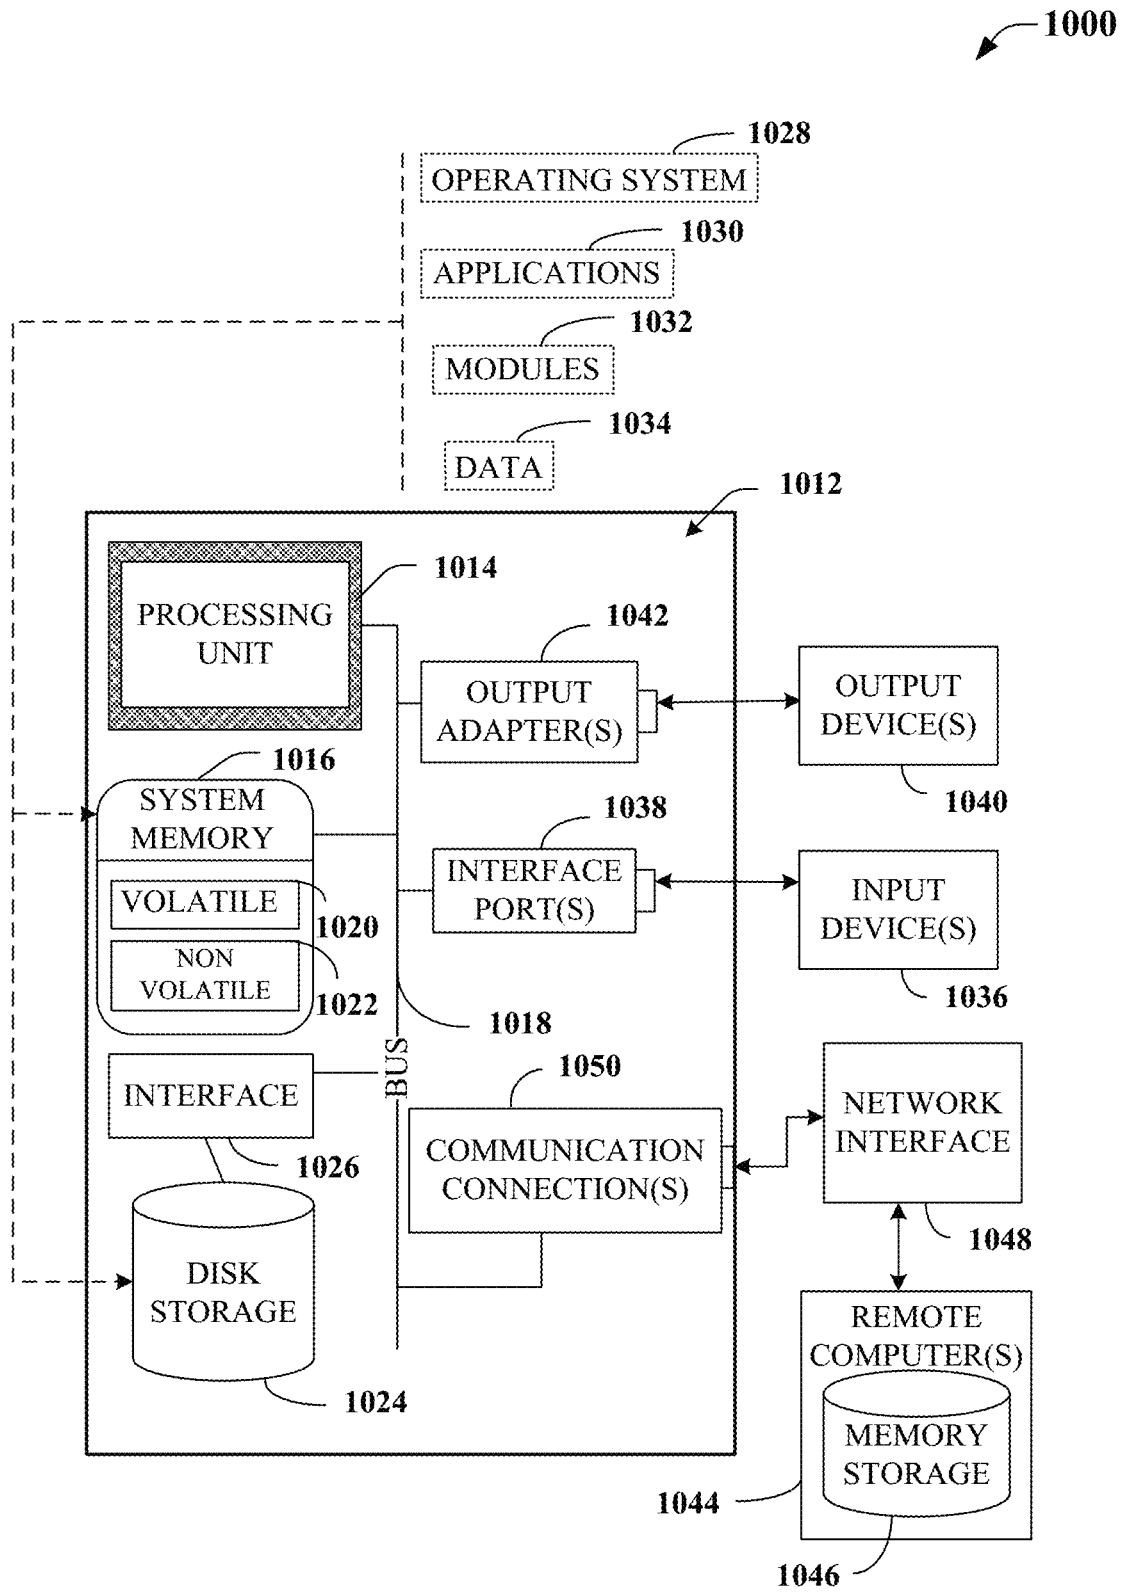 1000
1028
OPERATING SYSTEM
1030
APPLICATIONS
1032
MODULES
1034
DATA
1012
1014
PROCESSING
UNIT
1042
OUTPUT
ADAPTER(S)
OUTPUT
DEVICE(S)
1040
1016
SYSTEM
MEMORY
1038
INTERFACE
PORT(S)
INPUT
DEVICE(S)
1036
VOLATILE
1020
NON
VOLATILE
1022
1018
BUS
INTERFACE
1026
1050
COMMUNICATION
CONNECTION(S)
NETWORK
INTERFACE
1048
DISK
STORAGE
1024
REMOTE
COMPUTER(S)
MEMORY
STORAGE
1044
1046